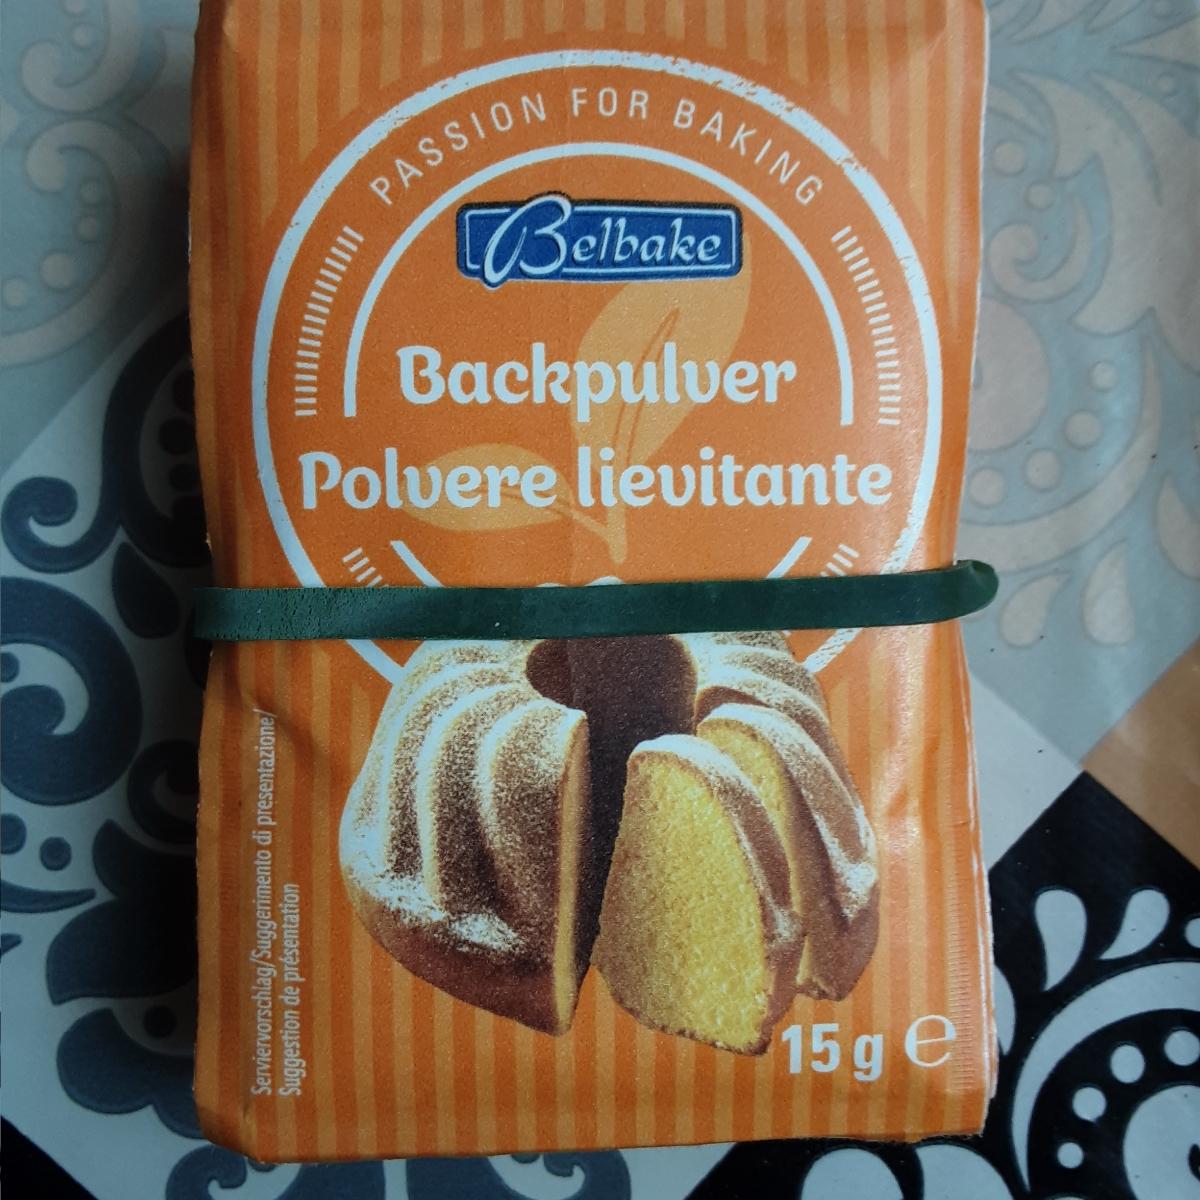 PASSION FOR BAKING
Belbake
Backpulver
Polvere lievitante
Serviervorschlag/Suggerimento di presentazione/
Suggestion de présentation
15 g e